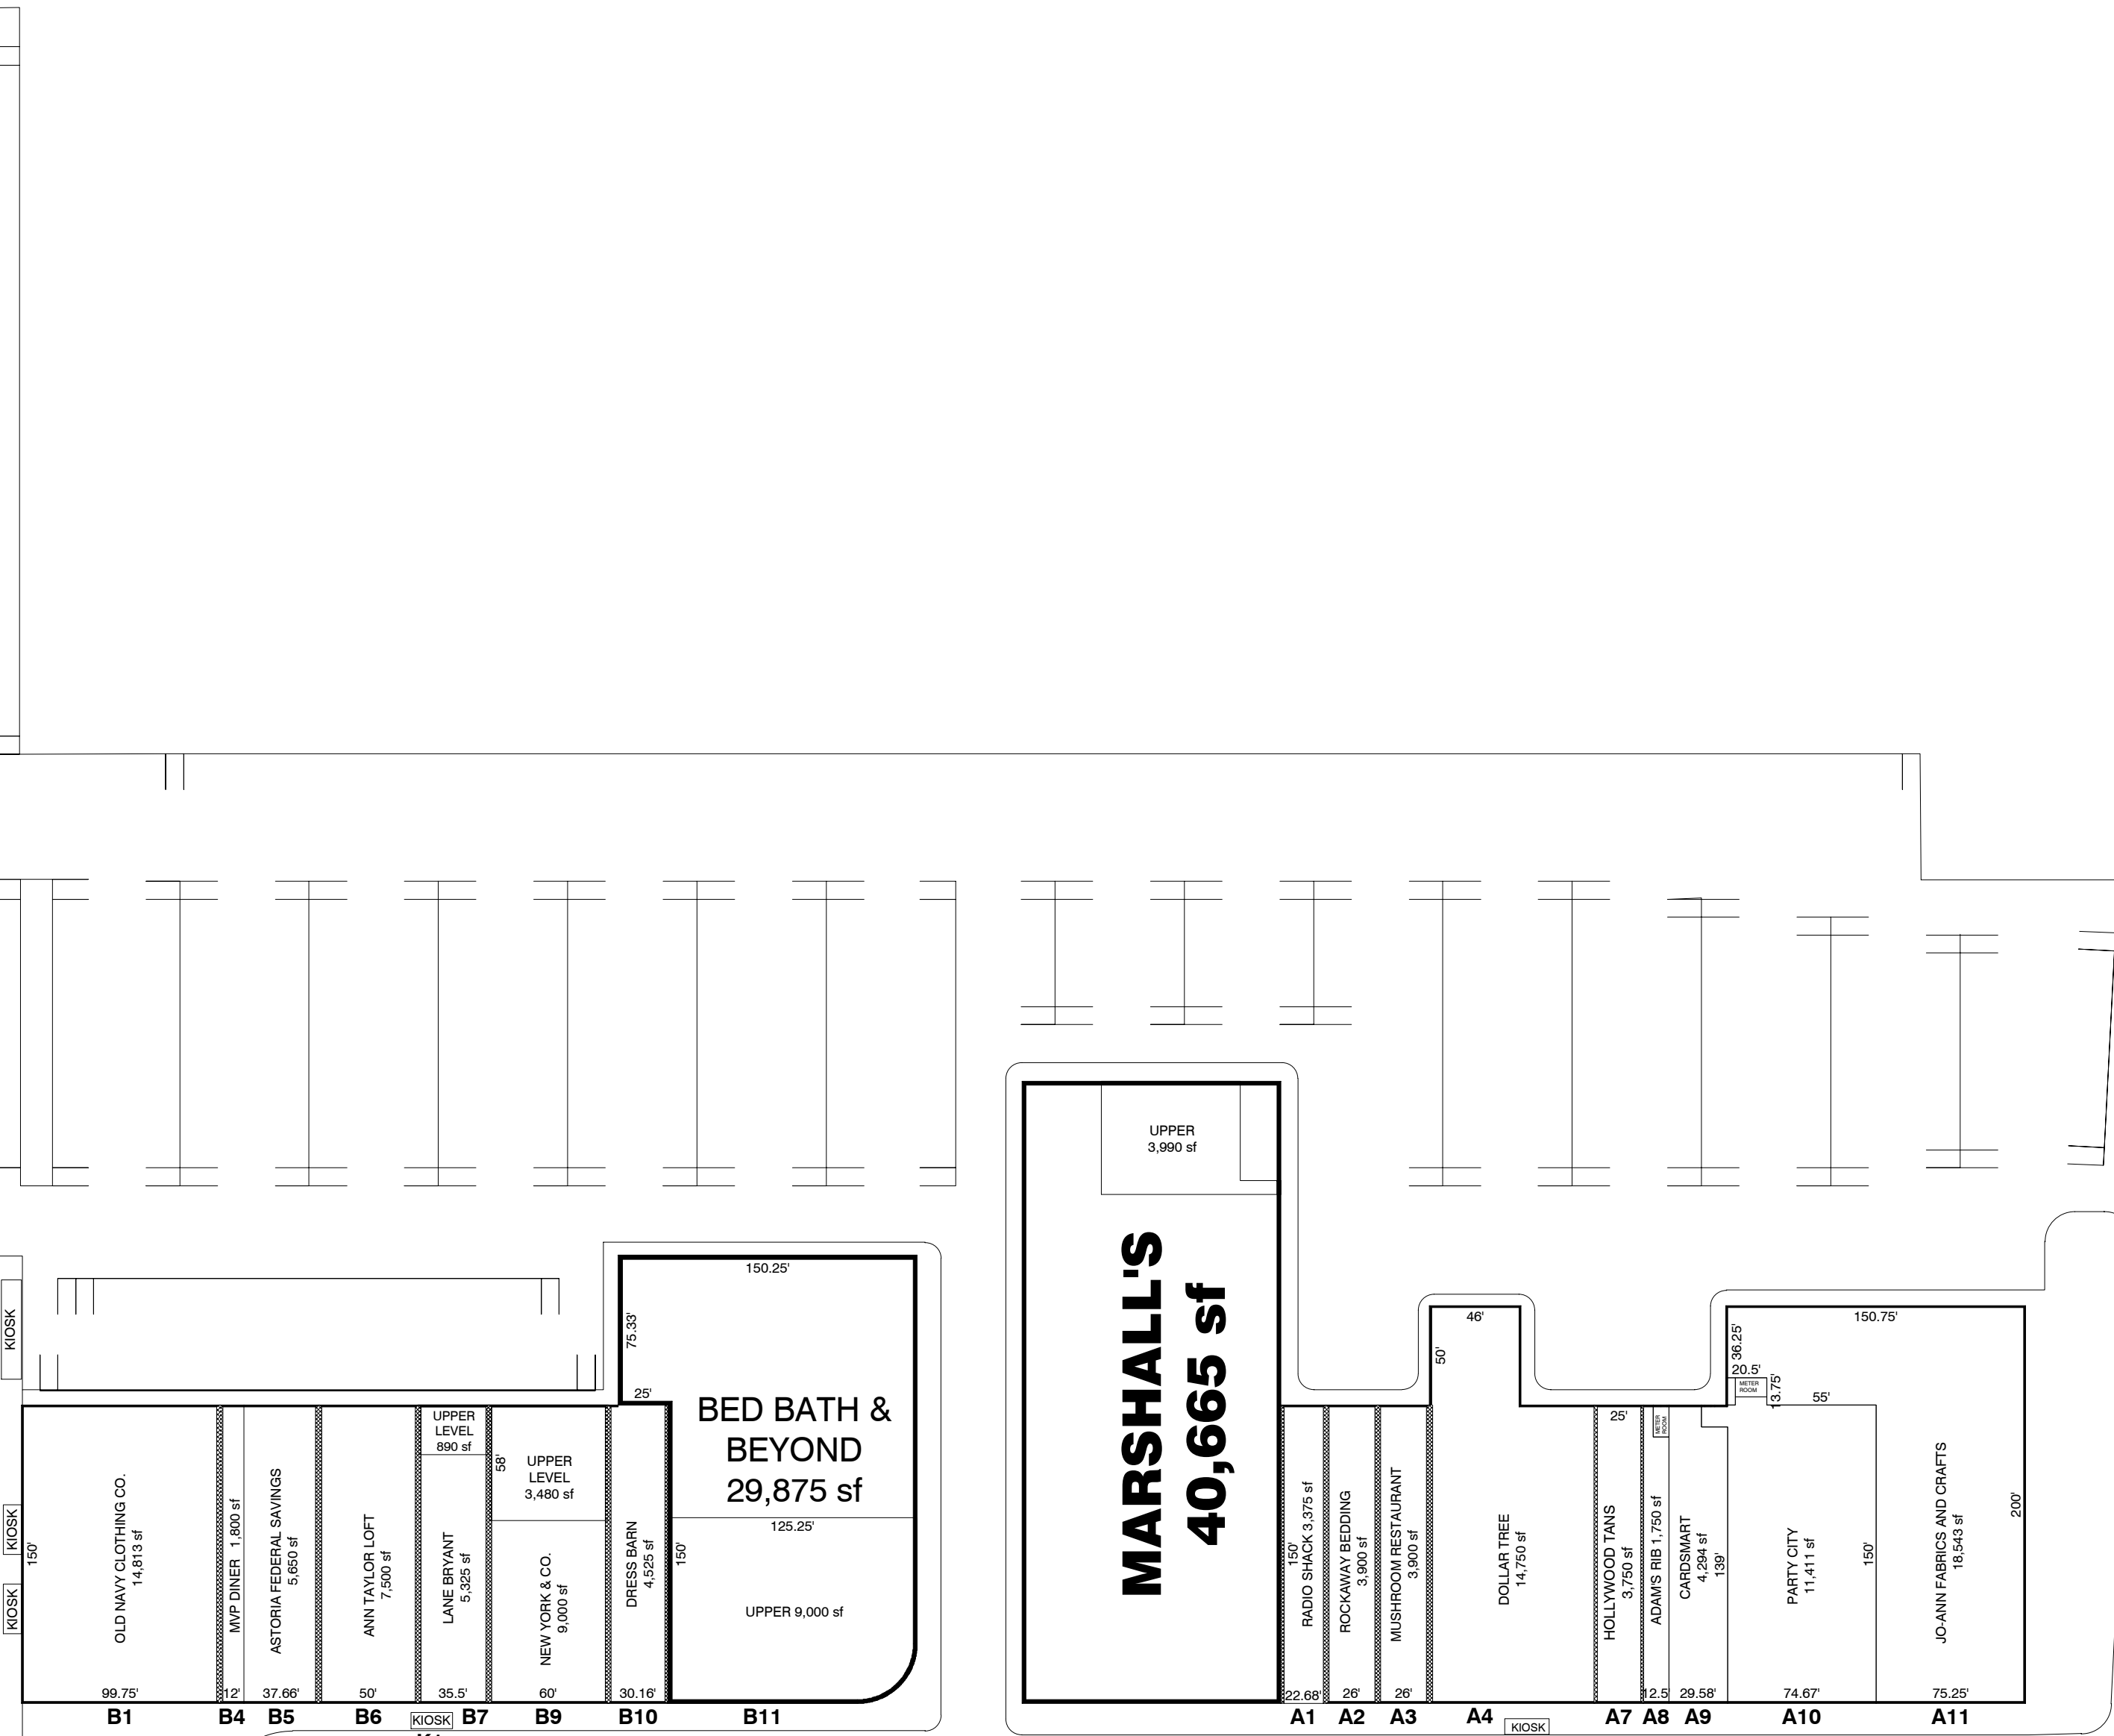 UPPER
3,990 sf
MARSHALL'S
40,665 sf
150.25'
75.33'
25'
BED BATH &
BEYOND
29,875 sf
125.25'
150'
UPPER 9,000 sf
KIOSK
KIOSK
KIOSK
150'
OLD NAVY CLOTHING CO.
14,813 sf
99.75'
MVP DINER 1,800 sf
12'
ASTORIA FEDERAL SAVINGS
5,650 sf
37.66'
ANN TAYLOR LOFT
7,500 sf
50'
UPPER
LEVEL
890 sf
LANE BRYANT
5,325 sf
35.5'
58'
UPPER
LEVEL
3,480 sf
NEW YORK & CO.
9,000 sf
60'
DRESS BARN
4,525 sf
30.16'
B1
B4
B5
B6
KIOSK
B7
B9
B10
B11
150'
RADIO SHACK 3,375 sf
22.68'
ROCKAWAY BEDDING
3,900 sf
26'
MUSHROOM RESTAURANT
3,900 sf
26'
46'
50'
DOLLAR TREE
14,750 sf
25'
HOLLYWOOD TANS
3,750 sf
METER
ROOM
ADAM'S RIB 1,750 sf
12.5'
CARDSMART
4,294 sf
139'
29.58'
150.75'
36.25'
20.5'
METER
ROOM
13.75'
55'
PARTY CITY
11,411 sf
150'
74.67'
JO-ANN FABRICS AND CRAFTS
18,543 sf
200'
75.25'
A1
A2
A3
A4
KIOSK
A7
A8
A9
A10
A11